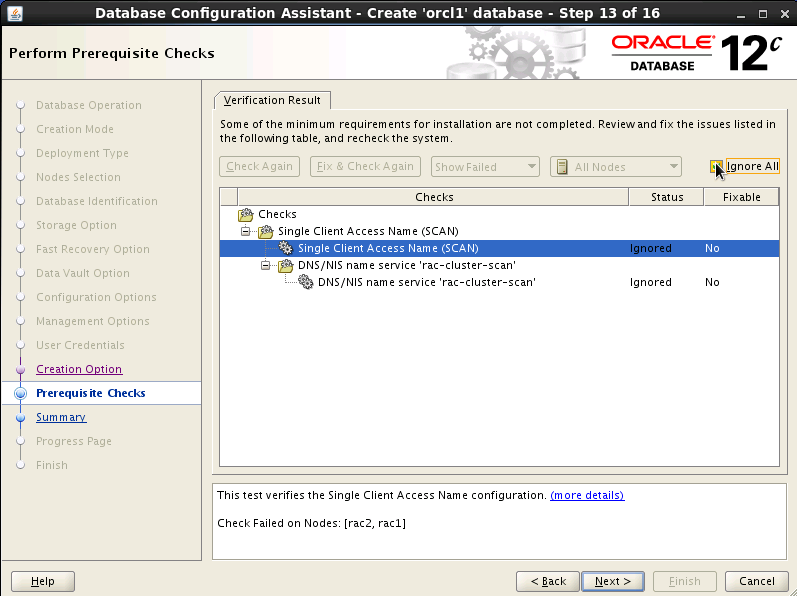 Database Configuration Assistant - Create 'orcl1' database - Step 13 of 16
Perform Prerequisite Checks
ORACLE
DATABASE
12c
Database Operation
Creation Mode
Deployment Type
Nodes Selection
Database Identification
Storage Option
Fast Recovery Option
Data Vault Option
Configuration Options
Management Options
User Credentials
Creation Option
Prerequisite Checks
Summary
Progress Page
Finish
Verification Result
Some of the minimum requirements for installation are not completed. Review and fix the issues listed in
the following table, and recheck the system.
Check Again Fix & Check Again Show Failed All Nodes Ignore All
Checks Status Fixable
Checks
Single Client Access Name (SCAN)
Single Client Access Name (SCAN) Ignored No
DNS/NIS name service 'rac-cluster-scan'
DNS/NIS name service 'rac-cluster-scan' Ignored No
This test verifies the Single Client Access Name configuration. (more details)
Check Failed on Nodes: [rac2, rac1]
Help < Back Next > Finish Cancel